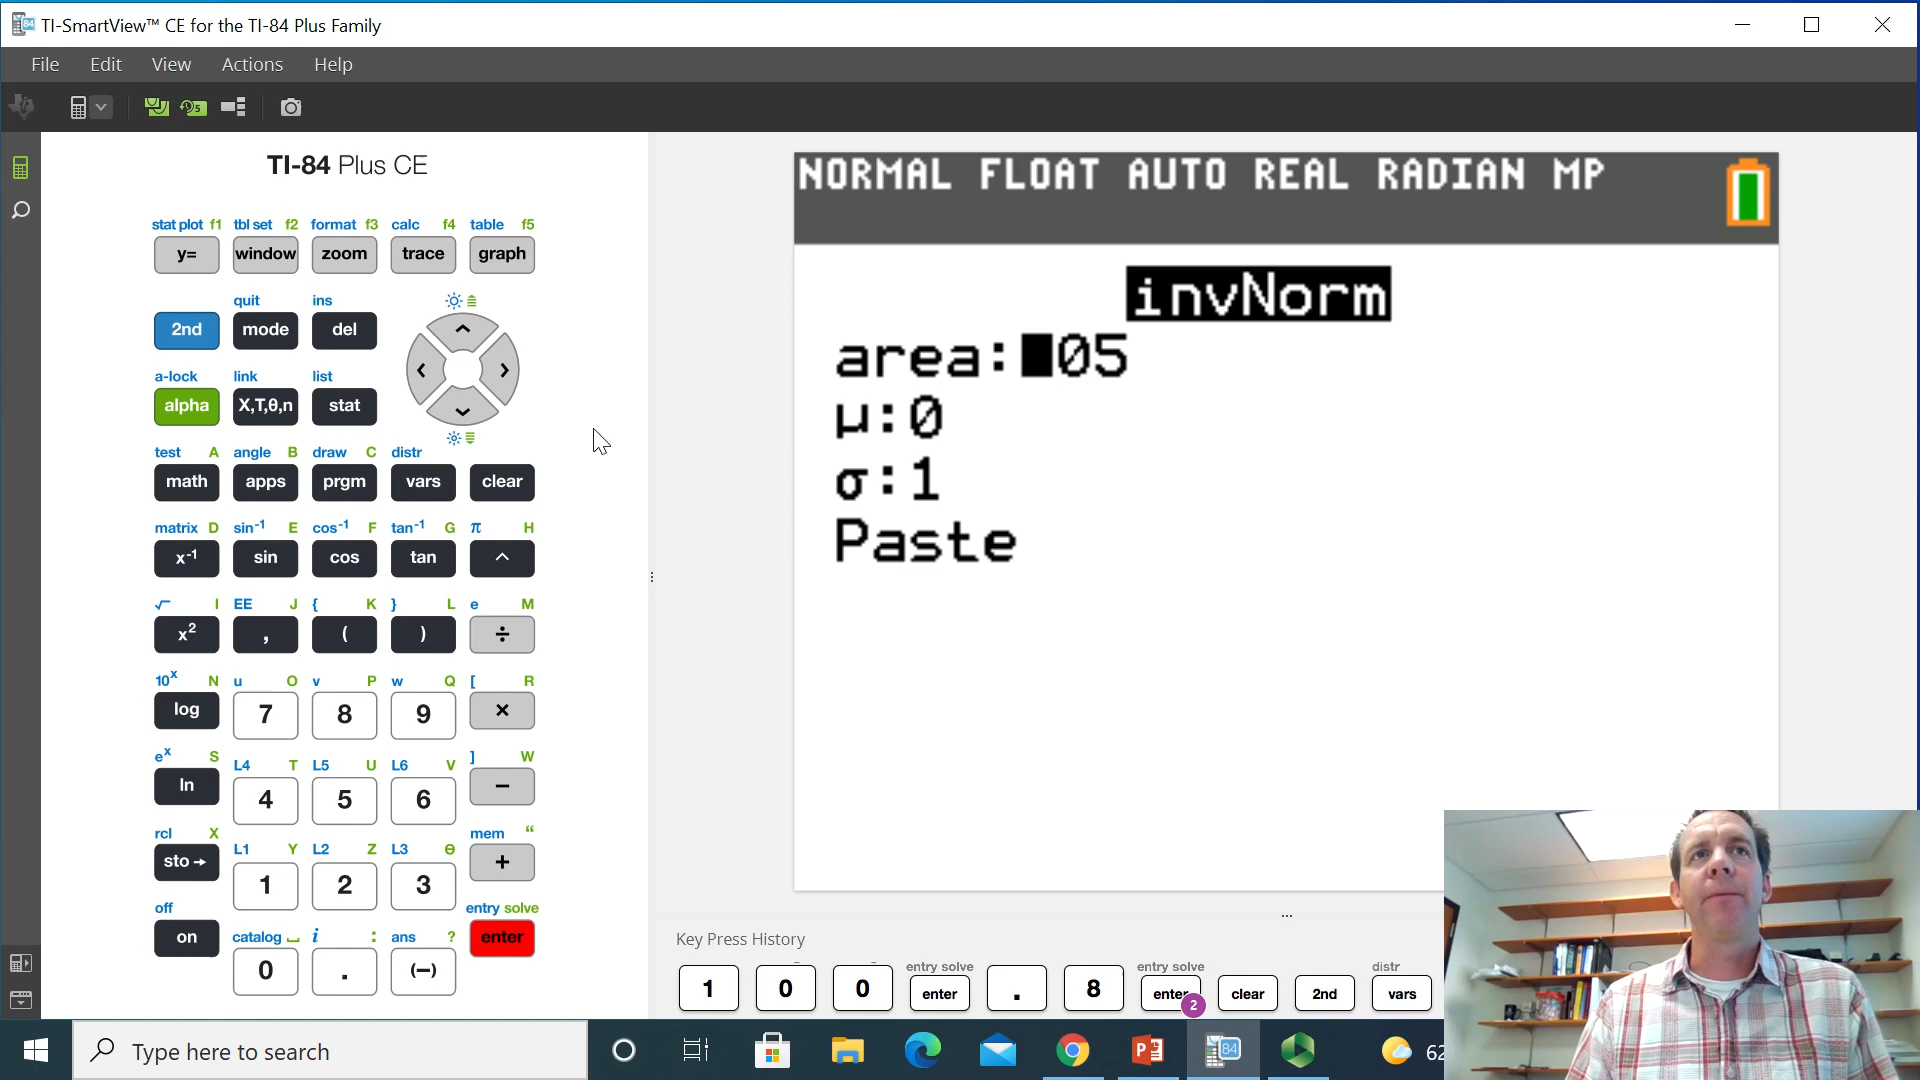 TI-SmartView™ CE for the TI-84 Plus Family
File Edit View Actions Help
TI-84 Plus CE
stat plot f1 tbl set f2 format f3 calc f4 table f5
y= window zoom trace graph
quit ins
2nd mode del
a-lock link list
alpha X,T,θ,n stat
test A angle B draw C distr
math apps prgm vars clear
matrix D sin-1 E cos-1 F tan-1 G π H
x-1 sin cos tan ^
√ I EE J { K } L e M
x2 , ( ) ÷
10x N u O v P w Q [ R
log 7 8 9 ×
ex S L4 T L5 U L6 V ] W
ln 4 5 6 −
rcl X L1 Y L2 Z L3 θ mem “
sto→ 1 2 3 +
off catalog i : ans ? entry solve
on 0 . (−) enter
NORMAL FLOAT AUTO REAL RADIAN MP
invNorm
area: 05
μ:0
σ:1
Paste
Key Press History
entry solve entry solve distr
1 0 0 enter . 8 enter 2 clear 2nd vars
Type here to search
84
62